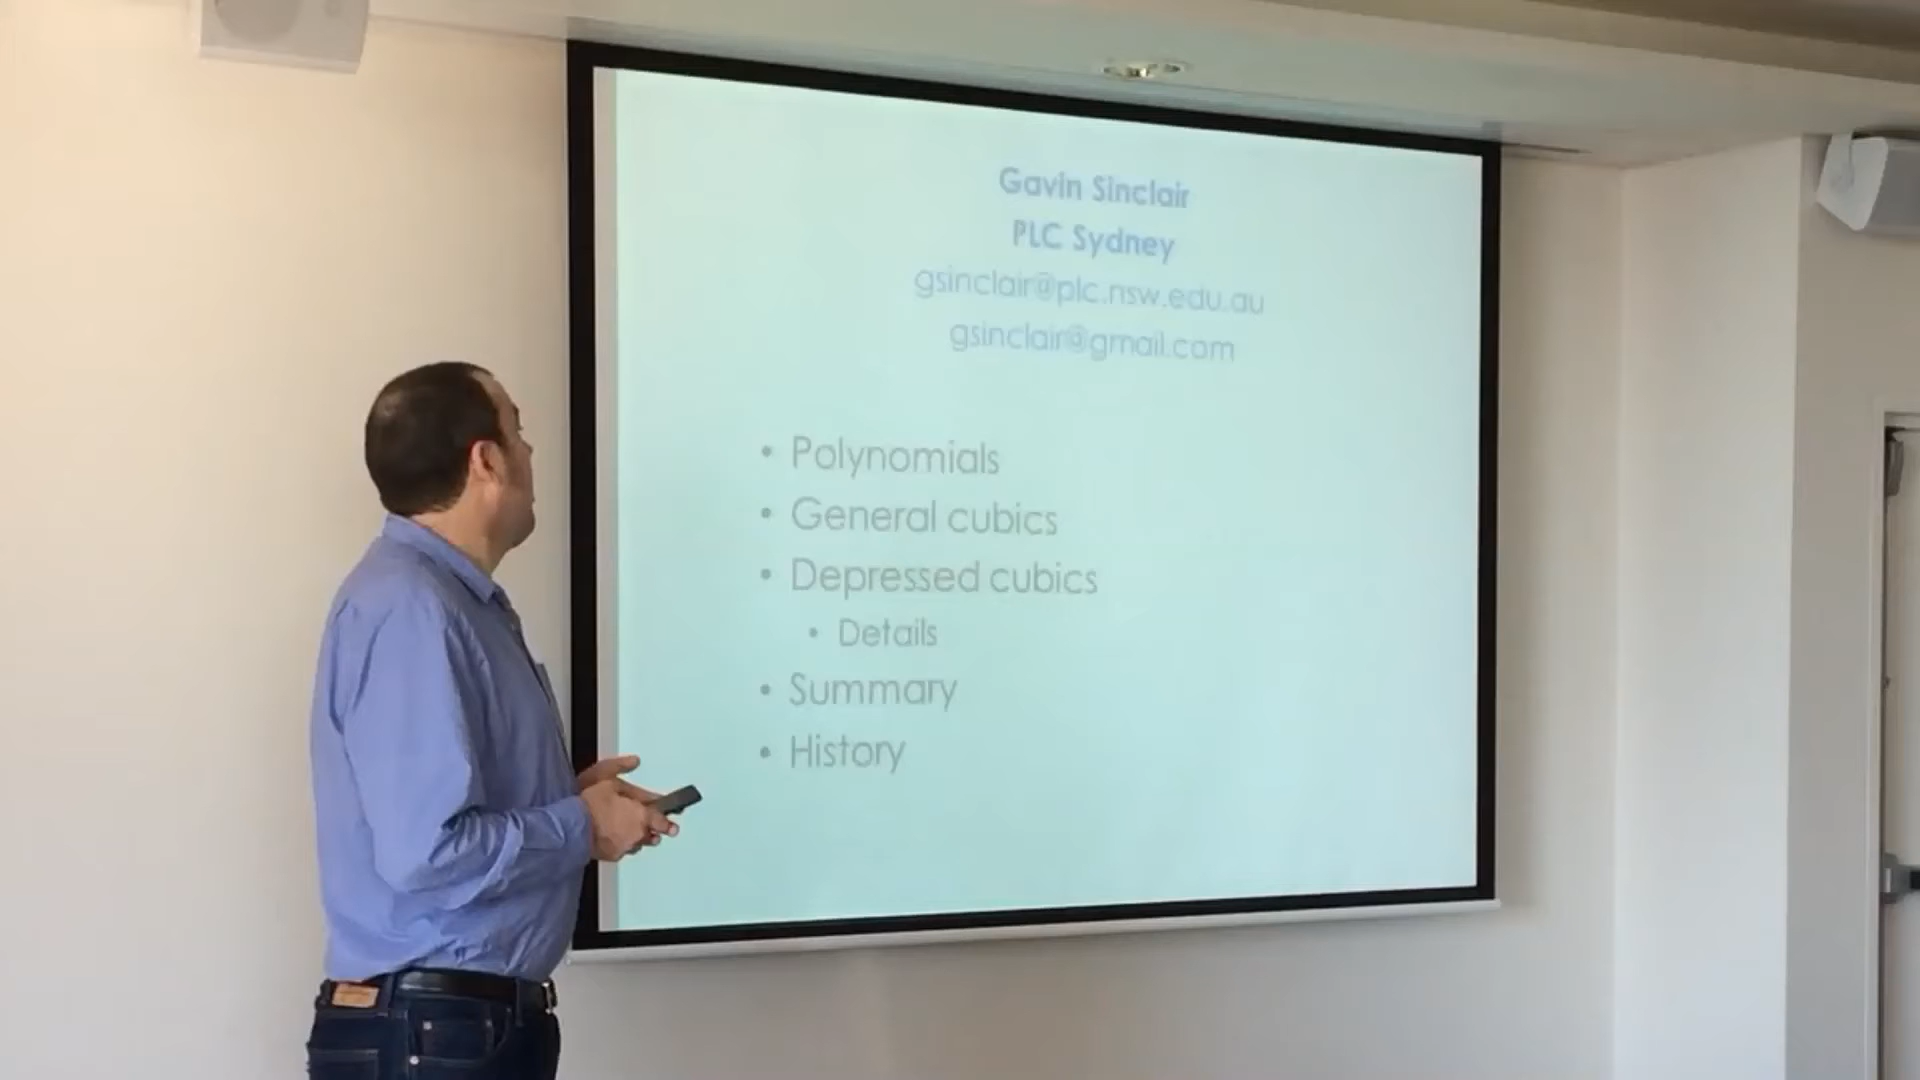 Gavin Sinclair
PLC Sydney
gsinclair@plc.nsw.edu.au
gsinclair@gmail.com
• Polynomials
• General cubics
• Depressed cubics
• Details
• Summary
• History